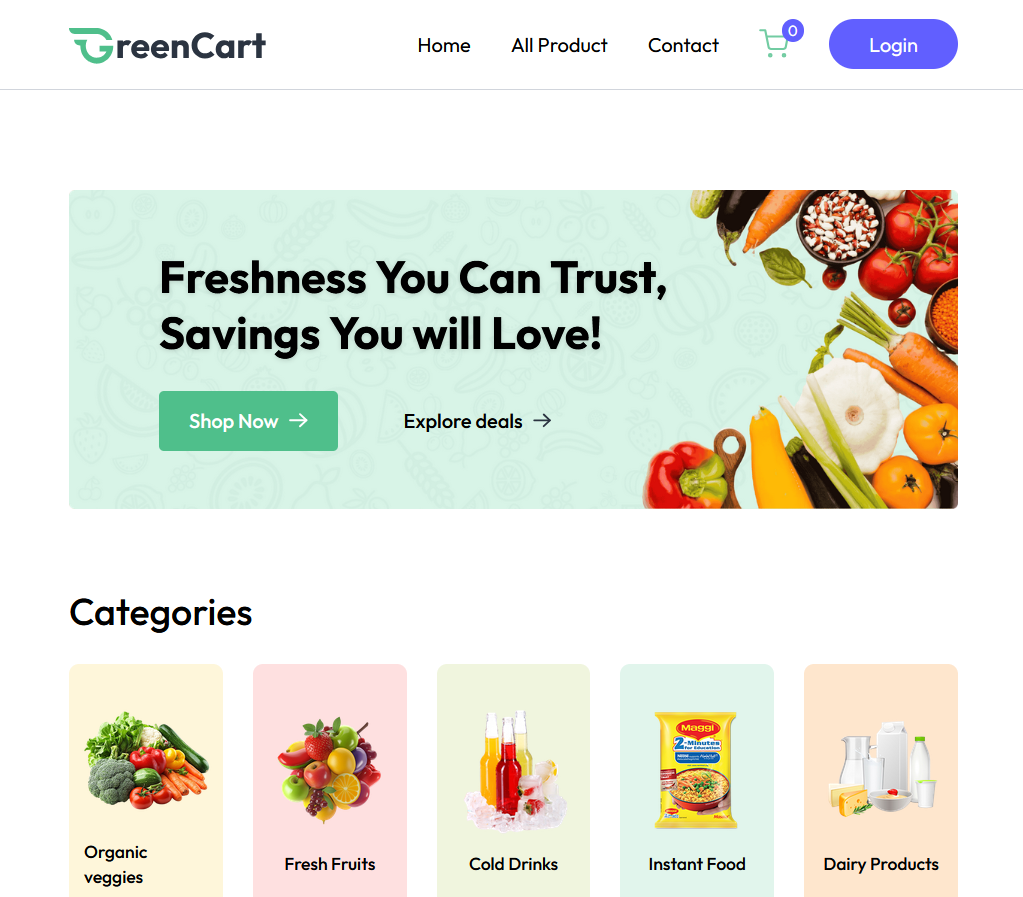 GreenCart
Home
All Product
Contact
0
Login
Freshness You Can Trust,
Savings You will Love!
Shop Now
Explore deals
Categories
Maggi
2-Minutes
Organic
veggies
Fresh Fruits
Cold Drinks
Instant Food
Dairy Products